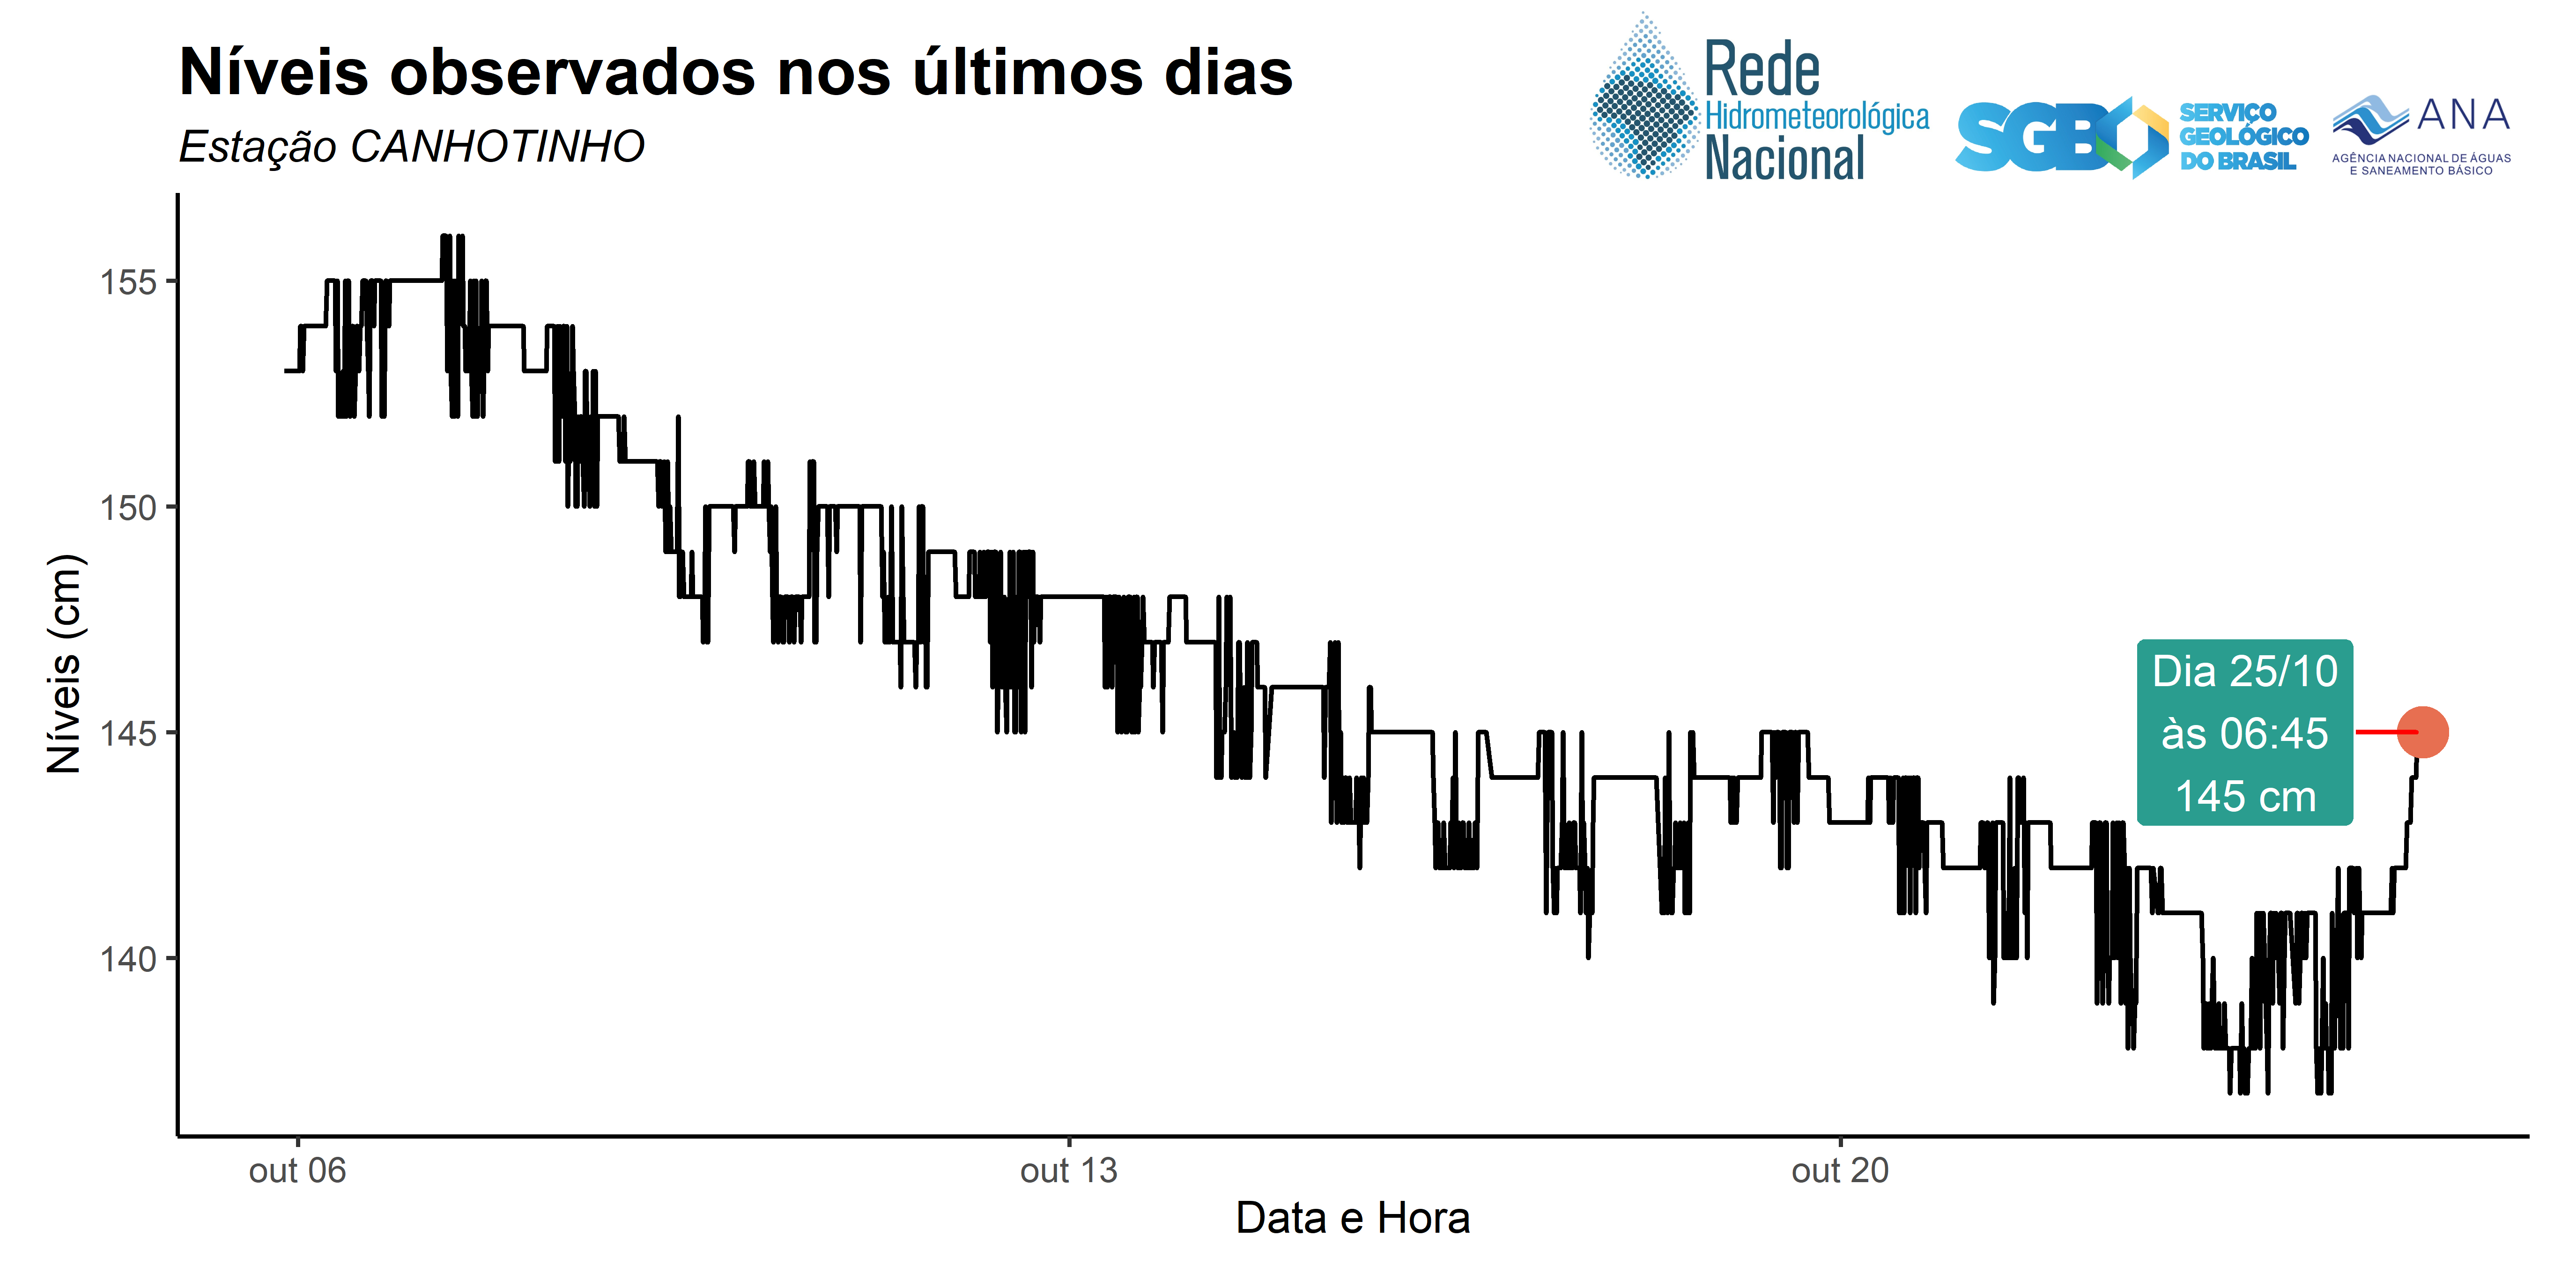 Níveis observados nos últimos dias
Estação CANHOTINHO
Rede
Hidrometeorológica
Nacional
SGB
SERVIÇO
GEOLÓGICO
DO BRASIL
ANA
AGÊNCIA NACIONAL DE ÁGUAS
E SANEAMENTO BÁSICO
Níveis (cm)
155
150
145
140
Dia 25/10
às 06:45
145 cm
out 06
out 13
out 20
Data e Hora